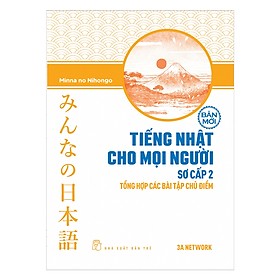 Minna no Nihongo
みんなの日本語
BẢN MỚI
TIẾNG NHẬT
CHO MỌI NGƯỜI
SƠ CẤP 2
TỔNG HỢP CÁC BÀI TẬP CHỦ ĐIỂM
NHÀ XUẤT BẢN TRẺ
3A NETWORK